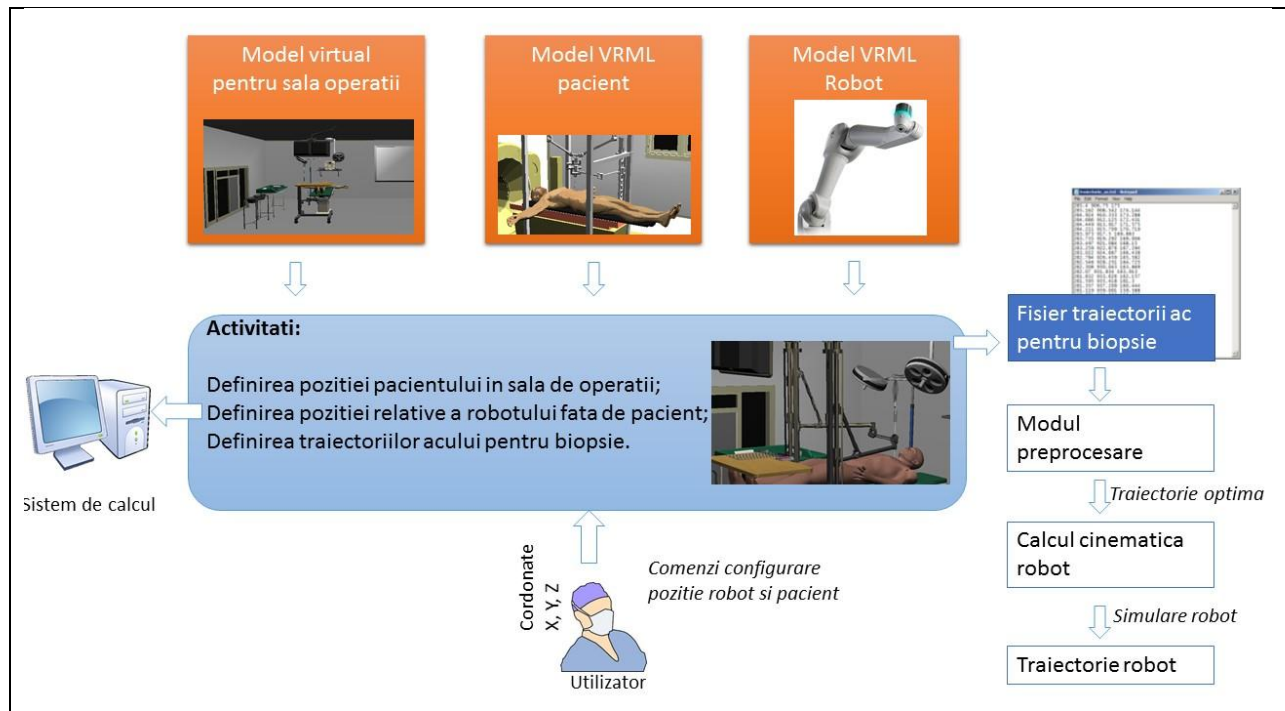 Model virtual
pentru sala operatii
Model VRML
pacient
Model VRML
Robot
Activitati:
Definirea pozitiei pacientului in sala de operatii;
Definirea pozitiei relative a robotului fata de pacient;
Definirea traiectoriilor acului pentru biopsie.
Sistem de calcul
Cordonate
X, Y, Z
Comenzi configurare
pozitie robot si pacient
Utilizator
Fisier traiectorii ac
pentru biopsie
Modul
preprocesare
Traiectorie optima
Calcul cinematica
robot
Simulare robot
Traiectorie robot